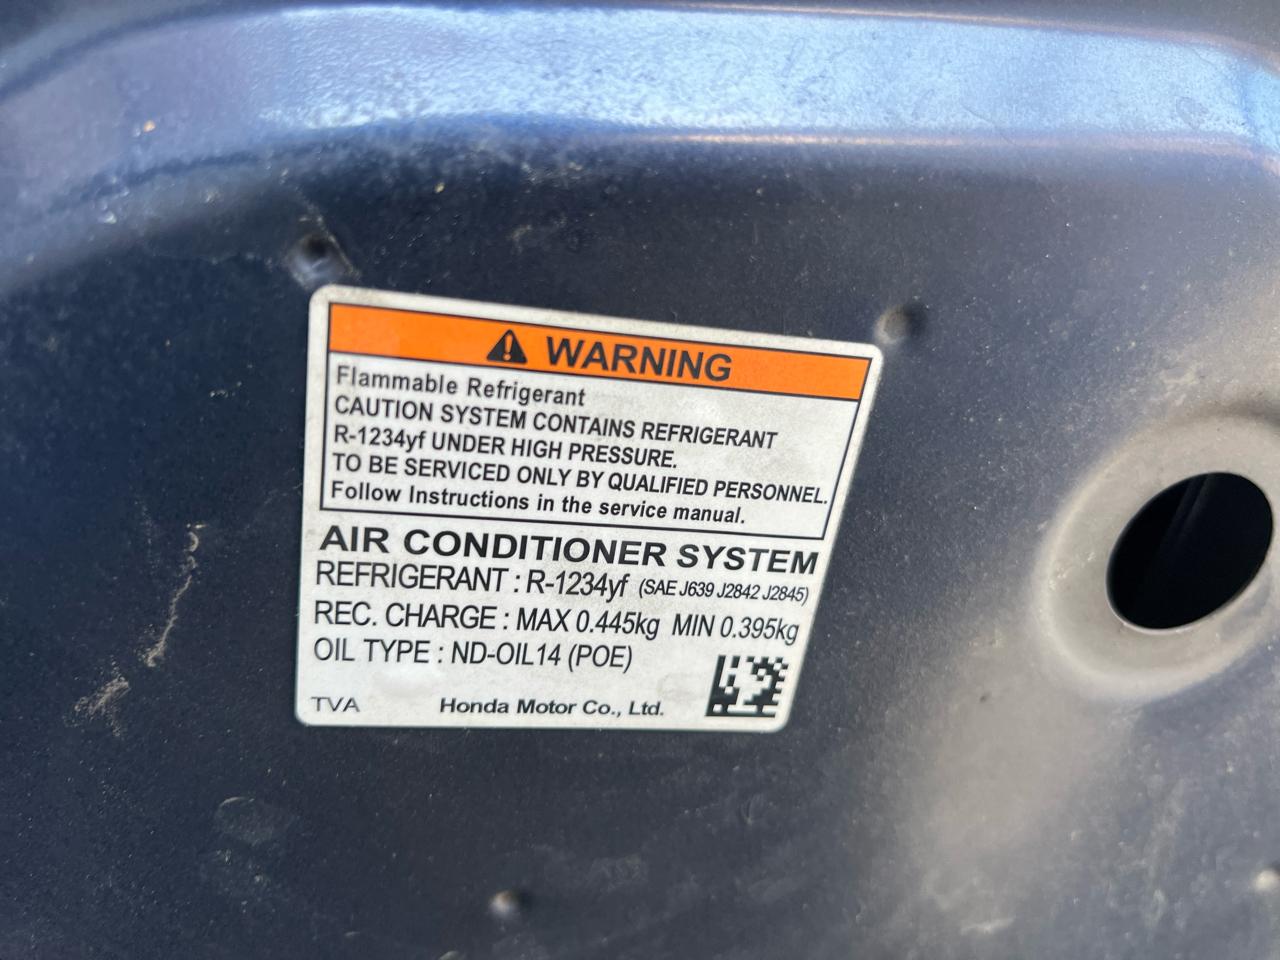 WARNING
Flammable Refrigerant
CAUTION SYSTEM CONTAINS REFRIGERANT
R-1234yf UNDER HIGH PRESSURE.
TO BE SERVICED ONLY BY QUALIFIED PERSONNEL.
Follow Instructions in the service manual.
AIR CONDITIONER SYSTEM
REFRIGERANT : R-1234yf (SAE J639 J2842 J2845)
REC. CHARGE : MAX 0.445kg MIN 0.395kg
OIL TYPE : ND-OIL14 (POE)
TVA Honda Motor Co., Ltd.